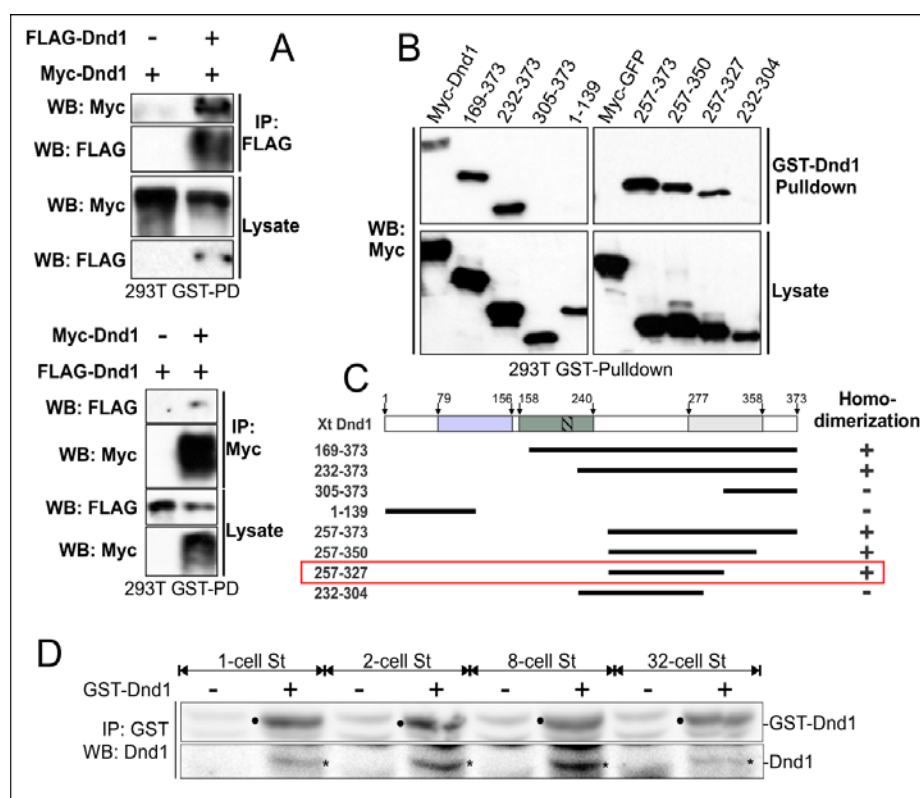 A
FLAG-Dnd1 - +
Myc-Dnd1 + +
WB: Myc
WB: FLAG
IP: FLAG
WB: Myc
WB: FLAG
Lysate
293T GST-PD
Myc-Dnd1 - +
FLAG-Dnd1 + +
WB: FLAG
WB: Myc
IP: Myc
WB: FLAG
WB: Myc
Lysate
293T GST-PD
B
Myc-Dnd1 169-373 232-373 305-373 1-139 Myc-GFP 257-373 257-350 257-327 232-304
GST-Dnd1 Pulldown
WB: Myc
Lysate
293T GST-Pulldown
C
1 79 156 158 240 277 358 373
Homo-dimerization
Xt Dnd1
169-373 +
232-373 +
305-373 -
1-139 -
257-373 +
257-350 +
257-327 +
232-304 -
D
1-cell St 2-cell St 8-cell St 32-cell St
GST-Dnd1 - + - + - + - +
IP: GST
WB: Dnd1
-GST-Dnd1
-Dnd1